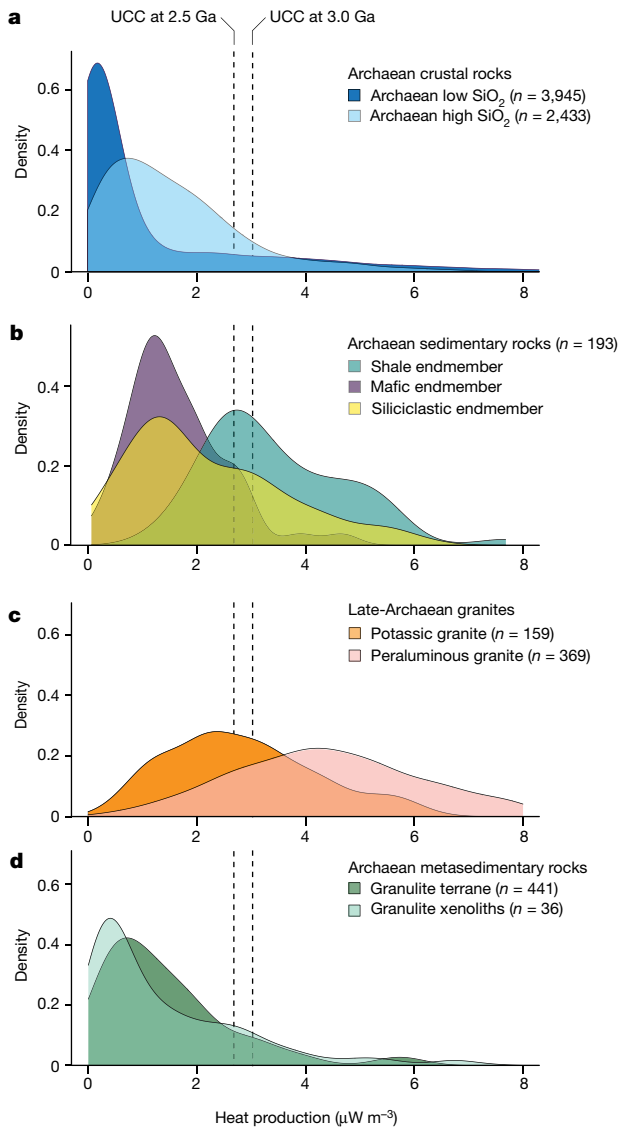 UCC at 2.5 Ga UCC at 3.0 Ga
a
Archaean crustal rocks
Archaean low SiO2 (n = 3,945)
Archaean high SiO2 (n = 2,433)
Density
0.6
0.4
0.2
0
0 2 4 6 8
b
Archaean sedimentary rocks (n = 193)
Shale endmember
Mafic endmember
Siliciclastic endmember
Density
0.4
0.2
0
0 2 4 6 8
c
Late-Archaean granites
Potassic granite (n = 159)
Peraluminous granite (n = 369)
Density
0.6
0.4
0.2
0
0 2 4 6 8
d
Archaean metasedimentary rocks
Granulite terrane (n = 441)
Granulite xenoliths (n = 36)
Density
0.6
0.4
0.2
0
0 2 4 6 8
Heat production (μW m−3)